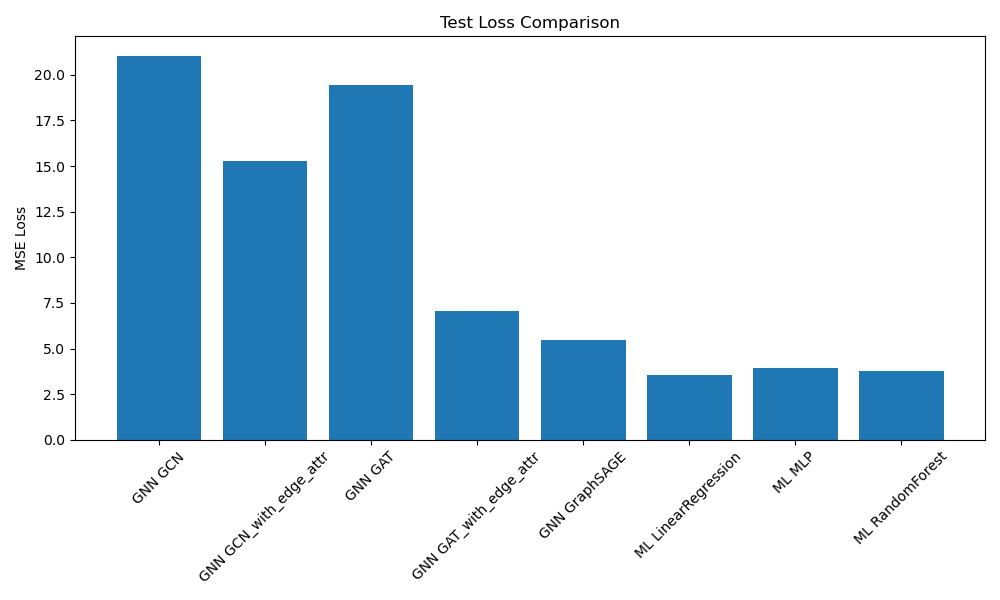 Test Loss Comparison
MSE Loss
20.0
17.5
15.0
12.5
10.0
7.5
5.0
2.5
0.0
GNN GCN
GNN GCN_with_edge_attr
GNN GAT
GNN GAT_with_edge_attr
GNN GraphSAGE
ML LinearRegression
ML MLP
ML RandomForest